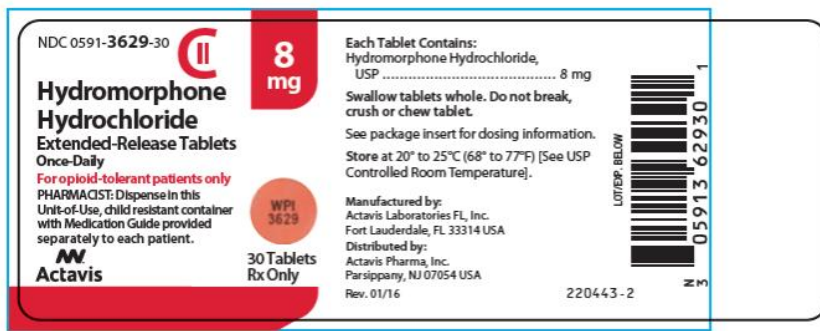 NDC 0591-3629-30
CII
8
mg
Hydromorphone
Hydrochloride
Extended-Release Tablets
Once-Daily
For opioid-tolerant patients only
PHARMACIST: Dispense in this
Unit-of-Use, child resistant container
with Medication Guide provided
separately to each patient.
Actavis
WPI
3629
30 Tablets
Rx Only
Each Tablet Contains:
Hydromorphone Hydrochloride,
USP ......................................... 8 mg
Swallow tablets whole. Do not break,
crush or chew tablet.
See package insert for dosing information.
Store at 20° to 25°C (68° to 77°F) [See USP
Controlled Room Temperature].
Manufactured by:
Actavis Laboratories FL, Inc.
Fort Lauderdale, FL 33314 USA
Distributed by:
Actavis Pharma, Inc.
Parsippany, NJ 07054 USA
Rev. 01/16
220443-2
LOT/EXP. BELOW
N
3
05913 62930
1